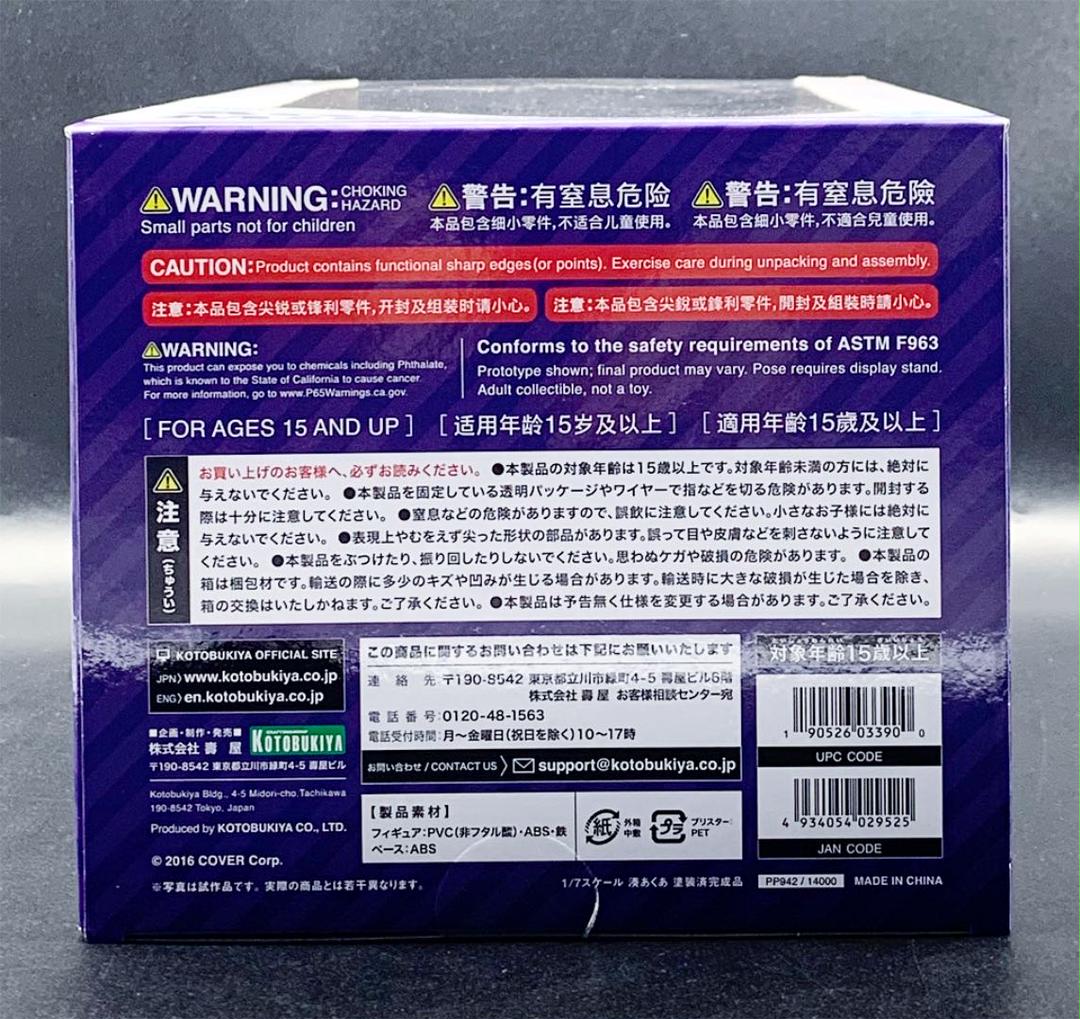 ⚠WARNING: CHOKING HAZARD
Small parts not for children
⚠警告:有窒息危险
本品包含细小零件,不适合儿童使用。
⚠警告:有窒息危險
本品包含細小零件,不適合兒童使用。
CAUTION:Product contains functional sharp edges(or points). Exercise care during unpacking and assembly.
注意:本品包含尖锐或锋利零件,开封及组装时请小心。
注意:本品包含尖銳或鋒利零件,開封及組裝時請小心。
⚠WARNING:
This product can expose you to chemicals including Phthalate,
which is known to the State of California to cause cancer.
For more information, go to www.P65Warnings.ca.gov.
Conforms to the safety requirements of ASTM F963
Prototype shown; final product may vary. Pose requires display stand.
Adult collectible, not a toy.
[ FOR AGES 15 AND UP ] [ 适用年龄15岁及以上 ] [ 適用年齡15歲及以上 ]
⚠注意(ちゅうい)
お買い上げのお客様へ、必ずお読みください。 ●本製品の対象年齢は15歳以上です。対象年齢未満の方には、絶対に
与えないでください。 ●本製品を固定している透明パッケージやワイヤーで指などを切る危険があります。開封する
際は十分に注意してください。 ●窒息などの危険がありますので、誤飲に注意してください。小さなお子様には絶対に
与えないでください。 ●表現上やむをえず尖った形状の部品があります。誤って目や皮膚などを刺さないように注意して
ください。 ●本製品をぶつけたり、振り回したりしないでください。思わぬケガや破損の危険があります。 ●本製品の
箱は梱包材です。輸送の際に多少のキズや凹みが生じる場合があります。輸送時に大きな破損が生じた場合を除き、
箱の交換はいたしかねます。ご了承ください。 ●本製品は予告無く仕様を変更する場合があります。ご了承ください。
KOTOBUKIYA OFFICIAL SITE
JPN〉www.kotobukiya.co.jp
ENG〉en.kotobukiya.co.jp
■企画・制作・発売■
株式会社 壽 屋
KOTOBUKIYA
〒190-8542 東京都立川市緑町4-5 壽屋ビル
Kotobukiya Bldg., 4-5 Midori-cho,Tachikawa
190-8542 Tokyo, Japan
Produced by KOTOBUKIYA CO., LTD.
© 2016 COVER Corp.
※写真は試作品です。実際の商品とは若干異なります。
この商品に関するお問い合わせは下記にお願いいたします
連 絡 先:〒190-8542 東京都立川市緑町4-5 壽屋ビル6階
株式会社 壽屋 お客様相談センター宛
電 話 番 号:0120-48-1563
電話受付時間:月〜金曜日(祝日を除く)10〜17時
お問い合わせ / CONTACT US 〉 support@kotobukiya.co.jp
【製品素材】
フィギュア:PVC(非フタル酸)・ABS・鉄
ベース:ABS
紙 外箱 中敷
プラ ブリスター: PET
対象年齢15歳以上
1 90526 03390 0
UPC CODE
4 934054 029525
JAN CODE
1/7スケール 湊あくあ 塗装済完成品
PP942 / 14000
MADE IN CHINA